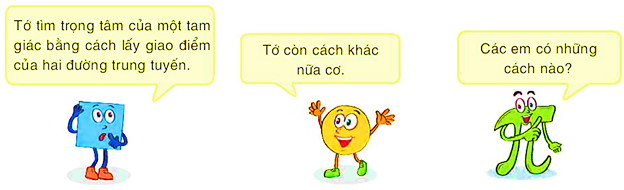 Tớ tìm trọng tâm của một tam
giác bằng cách lấy giao điểm
của hai đường trung tuyến.
Tớ còn cách khác
nữa cơ.
Các em có những
cách nào?